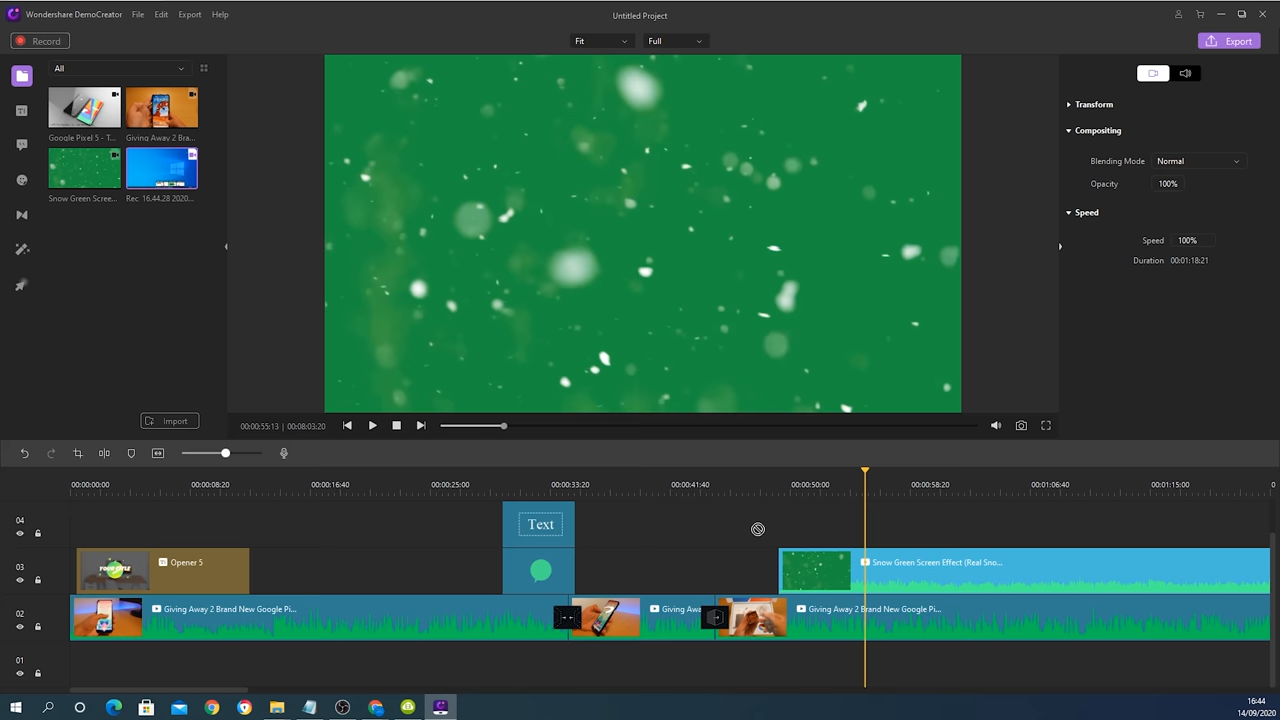 Wondershare DemoCreator File Edit Export Help
Untitled Project
Record
Fit
Full
Export
All
Google Pixel 5 - T...
Giving Away 2 Bra...
Snow Green Scree...
Rec 16.44.28 2020...
Import
Transform
Compositing
Blending Mode Normal
Opacity 100%
Speed
Speed 100%
Duration 00:01:18:21
00:00:55:13 | 00:08:03:20
00:00:00:00 00:00:08:20 00:00:16:40 00:00:25:00 00:00:33:20 00:00:41:40 00:00:50:00 00:00:58:20 00:01:06:40 00:01:15:00 0
04
Text
03
Opener 5
Snow Green Screen Effect (Real Sno...
02
Giving Away 2 Brand New Google Pi...
Giving Awa
Giving Away 2 Brand New Google Pi...
01
16:44
14/09/2020